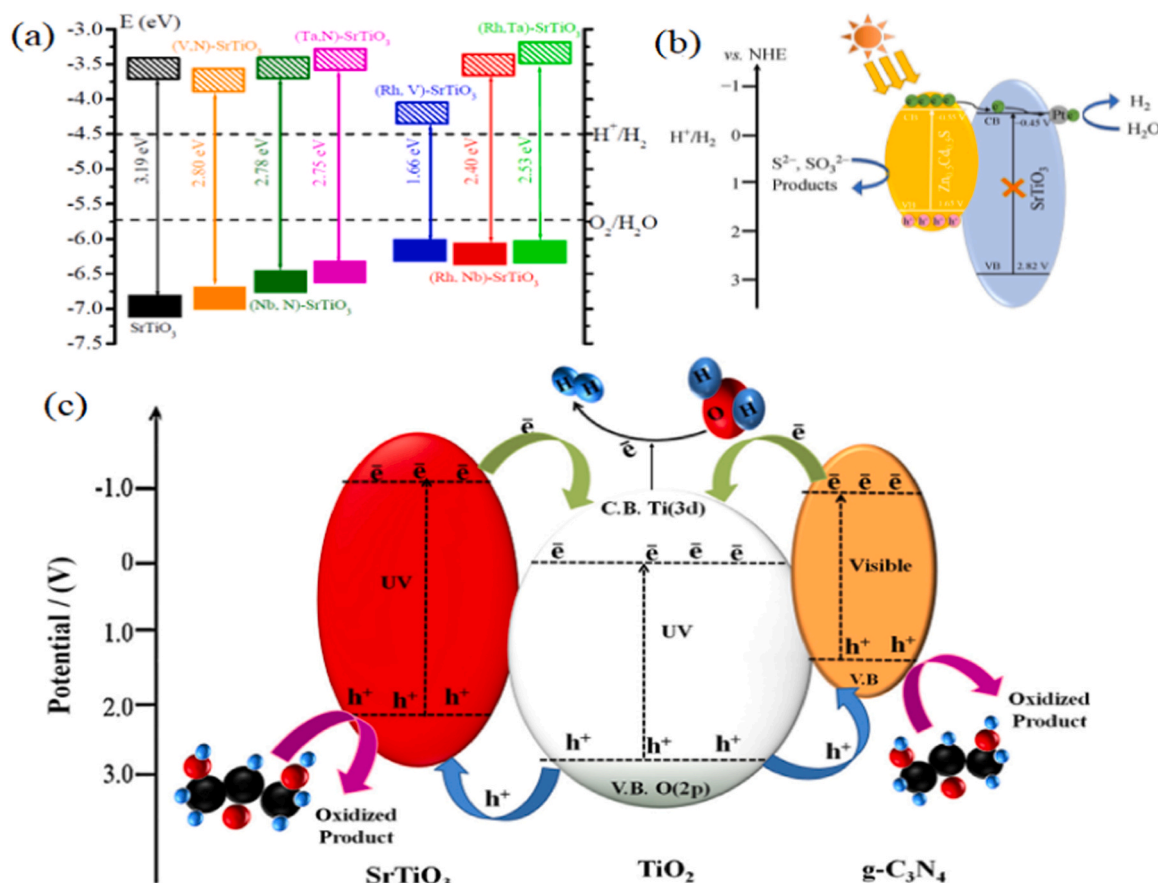 (a)
E (eV)
-3.0
-3.5
-4.0
-4.5
-5.0
-5.5
-6.0
-6.5
-7.0
-7.5
(V,N)-SrTiO3
(Ta,N)-SrTiO3
(Rh,Ta)-SrTiO3
(Rh, V)-SrTiO3
3.19 eV
2.80 eV
2.78 eV
2.75 eV
1.66 eV
2.40 eV
2.53 eV
H+/H2
O2/H2O
SrTiO3
(Nb, N)-SrTiO3
(Rh, Nb)-SrTiO3
(b)
vs. NHE
−1
0
1
2
3
H+/H2
CB
CB
−0.45 V
Pt
H2
H2O
S2−, SO32−
Products
SrTiO3
VB
VB
2.82 V
h+ h+ h+ h+
(c)
Potential / (V)
-1.0
0
1.0
2.0
3.0
H H
H
O H
ē
ē
ē
ē ē ē
UV
h+ h+ h+
C.B. Ti(3d)
ē ē ē ē
UV
h+ h+ h+
V.B. O(2p)
ē ē ē
Visible
h+ h+
V.B
h+
h+
Oxidized
Product
Oxidized
Product
SrTiO3
TiO2
g-C3N4